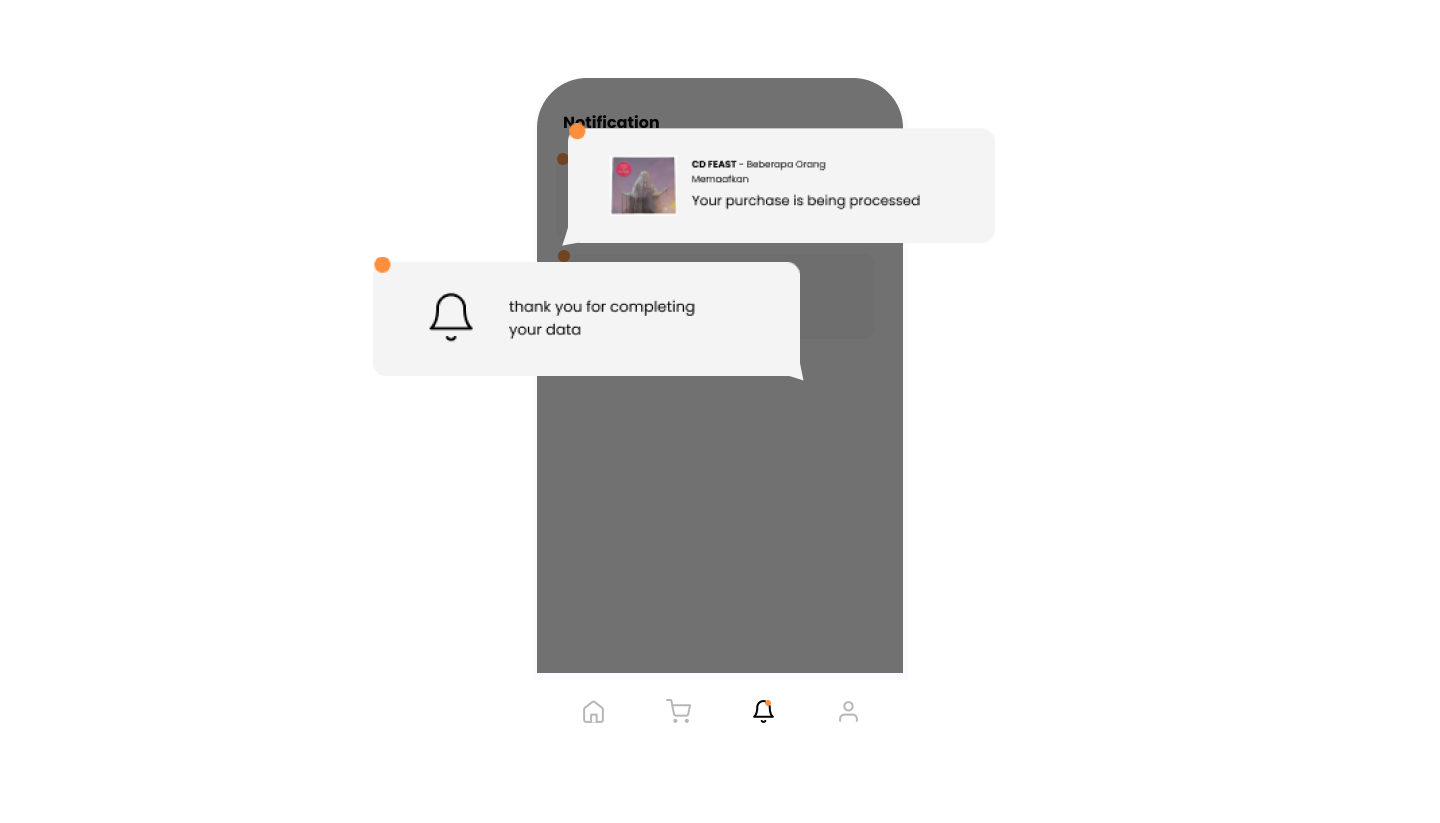 Notification
CD FEAST - Beberapa Orang
Memaafkan
Your purchase is being processed
thank you for completing
your data